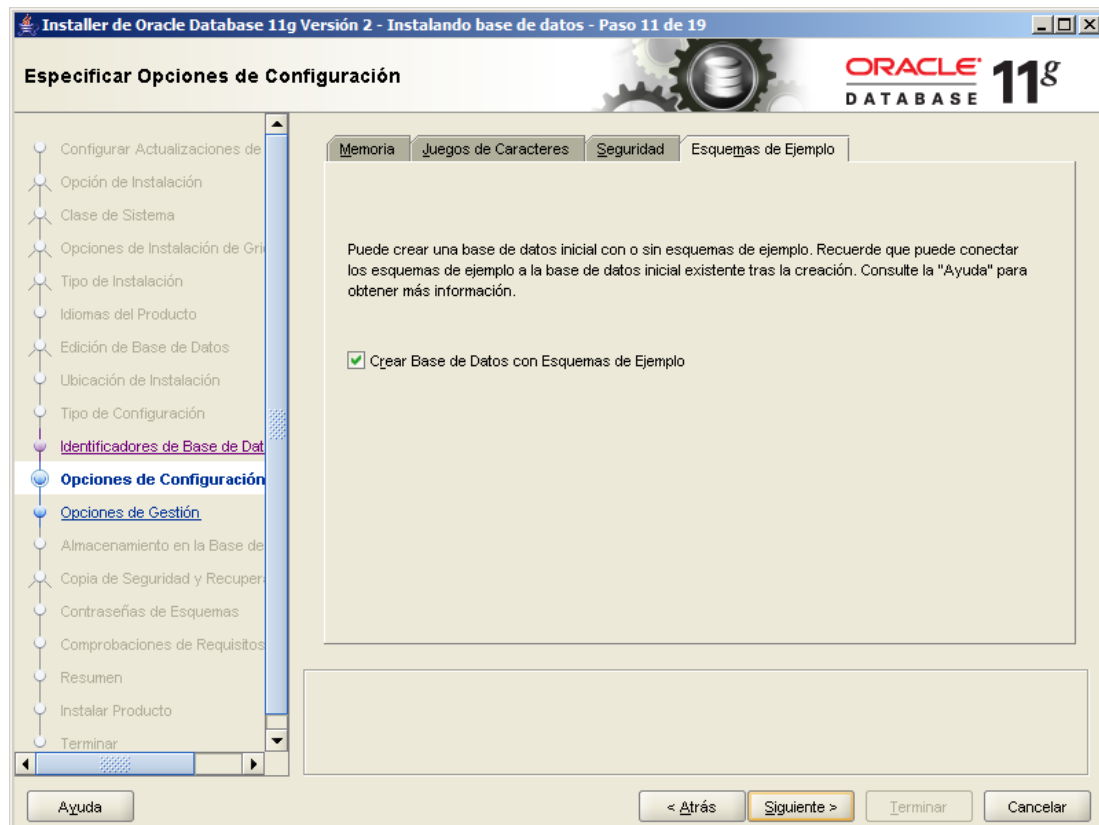 Installer de Oracle Database 11g Versión 2 - Instalando base de datos - Paso 11 de 19
Especificar Opciones de Configuración
ORACLE
DATABASE
11g
Configurar Actualizaciones de
Opción de Instalación
Clase de Sistema
Opciones de Instalación de Gri
Tipo de Instalación
Idiomas del Producto
Edición de Base de Datos
Ubicación de Instalación
Tipo de Configuración
Identificadores de Base de Dat
Opciones de Configuración
Opciones de Gestión
Almacenamiento en la Base de
Copia de Seguridad y Recuper
Contraseñas de Esquemas
Comprobaciones de Requisitos
Resumen
Instalar Producto
Terminar
Memoria Juegos de Caracteres Seguridad Esquemas de Ejemplo
Puede crear una base de datos inicial con o sin esquemas de ejemplo. Recuerde que puede conectar
los esquemas de ejemplo a la base de datos inicial existente tras la creación. Consulte la "Ayuda" para
obtener más información.
Crear Base de Datos con Esquemas de Ejemplo
Ayuda < Atrás Siguiente > Terminar Cancelar